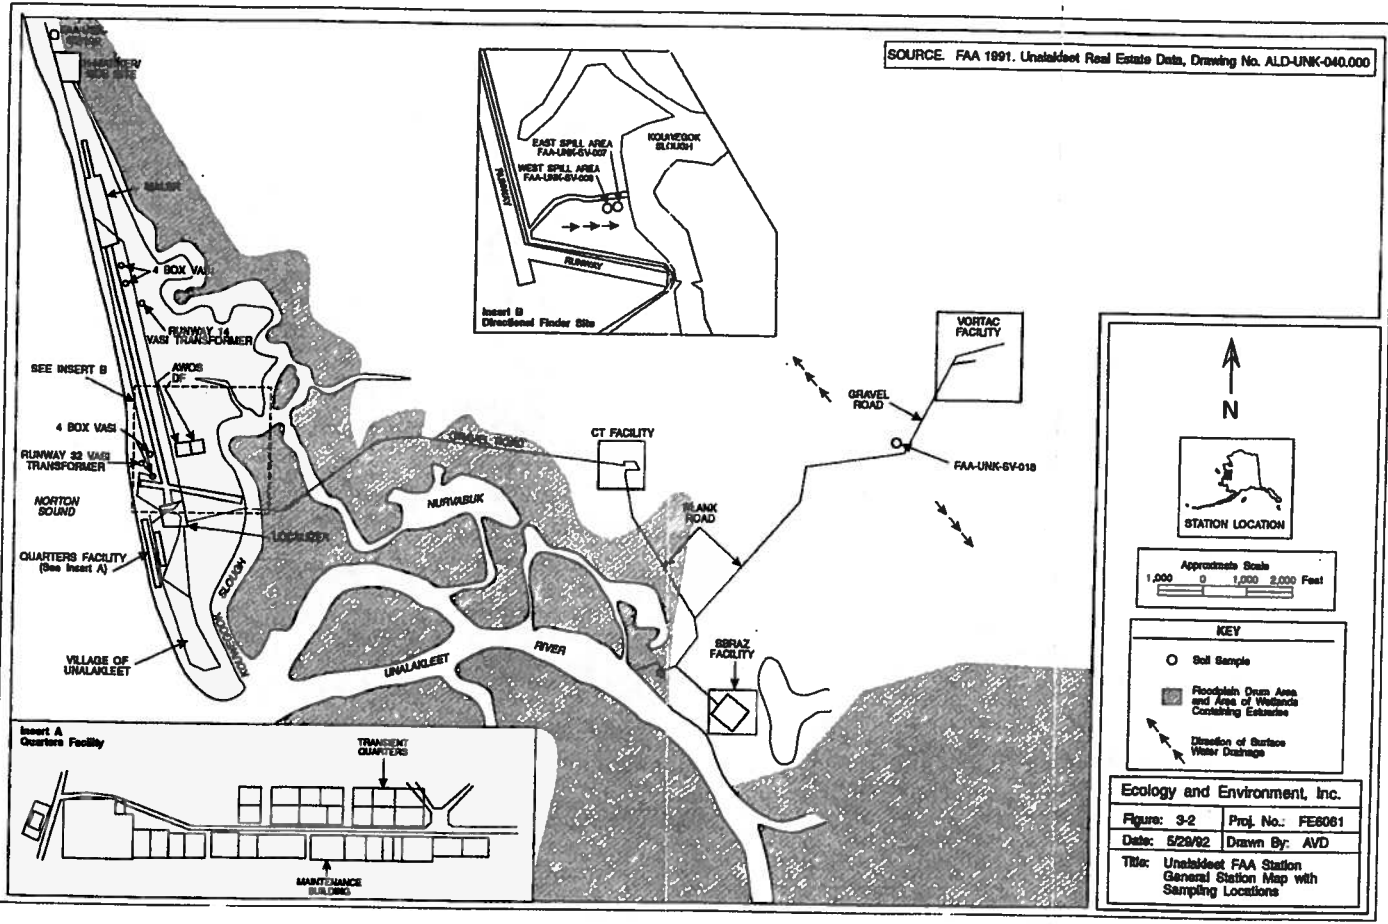 SOURCE. FAA 1991. Unalakleet Real Estate Data, Drawing No. ALD-UNK-040.000
EAST SPILL AREA
FAA-UNK-SV-007
WEST SPILL AREA
FAA-UNK-SV-008
KOUWEGOK
SLOUGH
RUNWAY
RUNWAY
Insert B
Directional Finder Site
MALSR
4 BOX VASI
RUNWAY 14
VASI TRANSFORMER
SEE INSERT B
AWOS
DF
4 BOX VASI
RUNWAY 32 VASI
TRANSFORMER
NORTON
SOUND
LOCALIZER
QUARTERS FACILITY
(See Insert A)
VILLAGE OF
UNALAKLEET
SLOUGH
GRAVEL ROAD
CT FACILITY
NURVABUK
BLANK
ROAD
UNALAKLEET
RIVER
SBRAZ
FACILITY
VORTAC
FACILITY
GRAVEL
ROAD
FAA-UNK-SV-018
Insert A
Quarters Facility
TRANSIENT
QUARTERS
MAINTENANCE
BUILDING
N
STATION LOCATION
Approximate Scale
1,000 0 1,000 2,000 Feet
KEY
Soil Sample
Floodplain Drum Area
and Area of Wetlands
Containing Estuaries
Direction of Surface
Water Drainage
Ecology and Environment, Inc.
Figure: 3-2 Proj. No.: FE6061
Date: 5/29/92 Drawn By: AVD
Title: Unalakleet FAA Station
General Station Map with
Sampling Locations